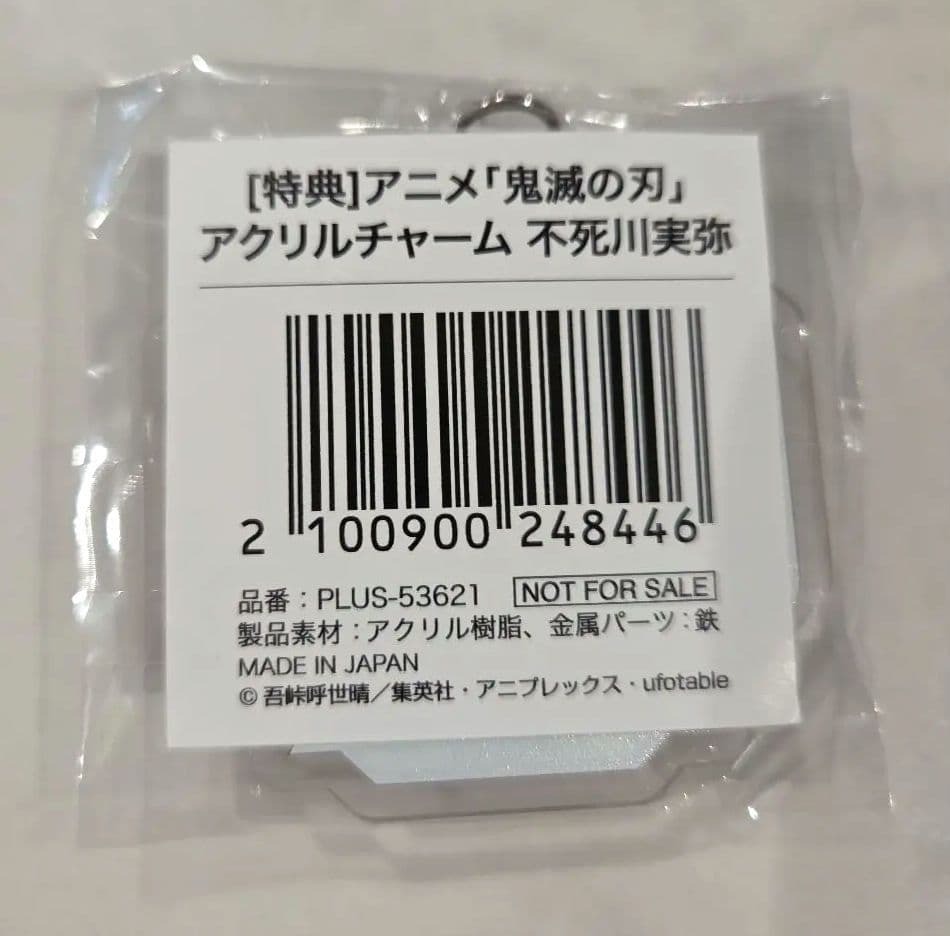 [特典]アニメ「鬼滅の刃」
アクリルチャーム 不死川実弥
2 100900 248446
品番：PLUS-53621 NOT FOR SALE
製品素材：アクリル樹脂、金属パーツ：鉄
MADE IN JAPAN
© 吾峠呼世晴／集英社・アニプレックス・ufotable